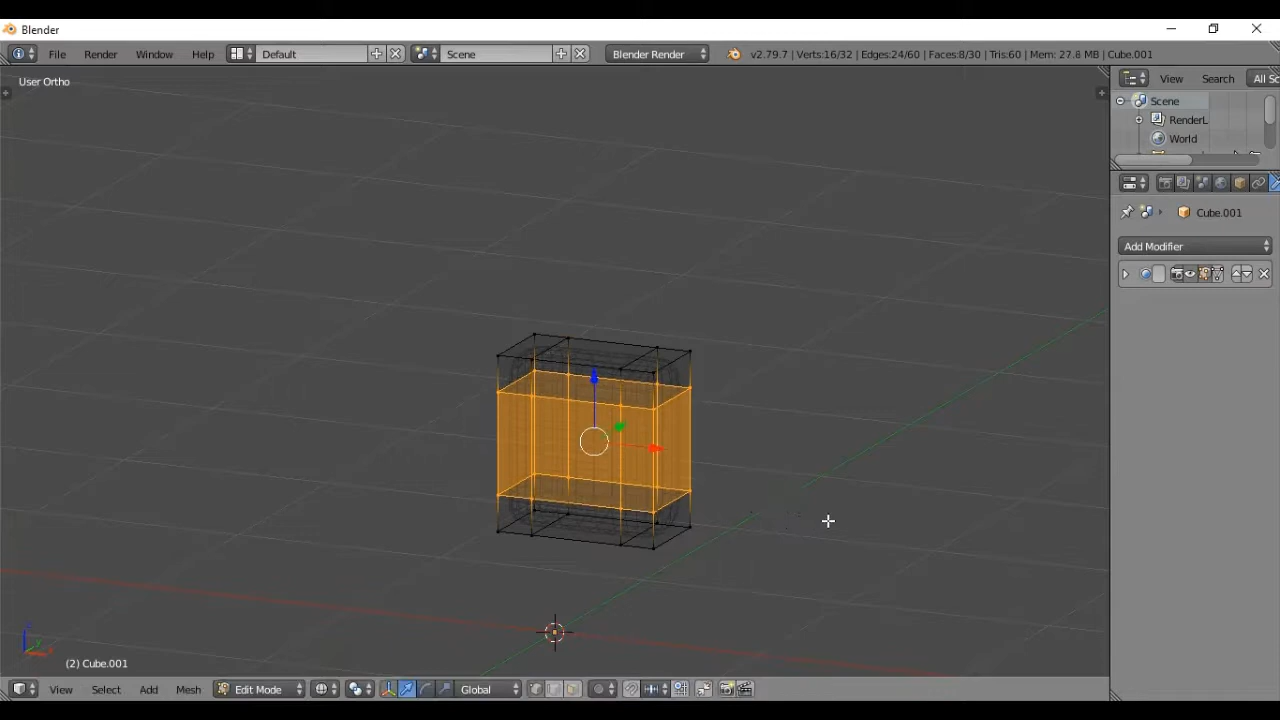 Blender
File Render Window Help Default Scene Blender Render v2.79.7 | Verts:16/32 | Edges:24/60 | Faces:8/30 | Tris:60 | Mem: 27.8 MB | Cube.001
User Ortho
View Search All Sc
Scene
RenderL
World
Cube.001
Add Modifier
(2) Cube.001
View Select Add Mesh Edit Mode Global